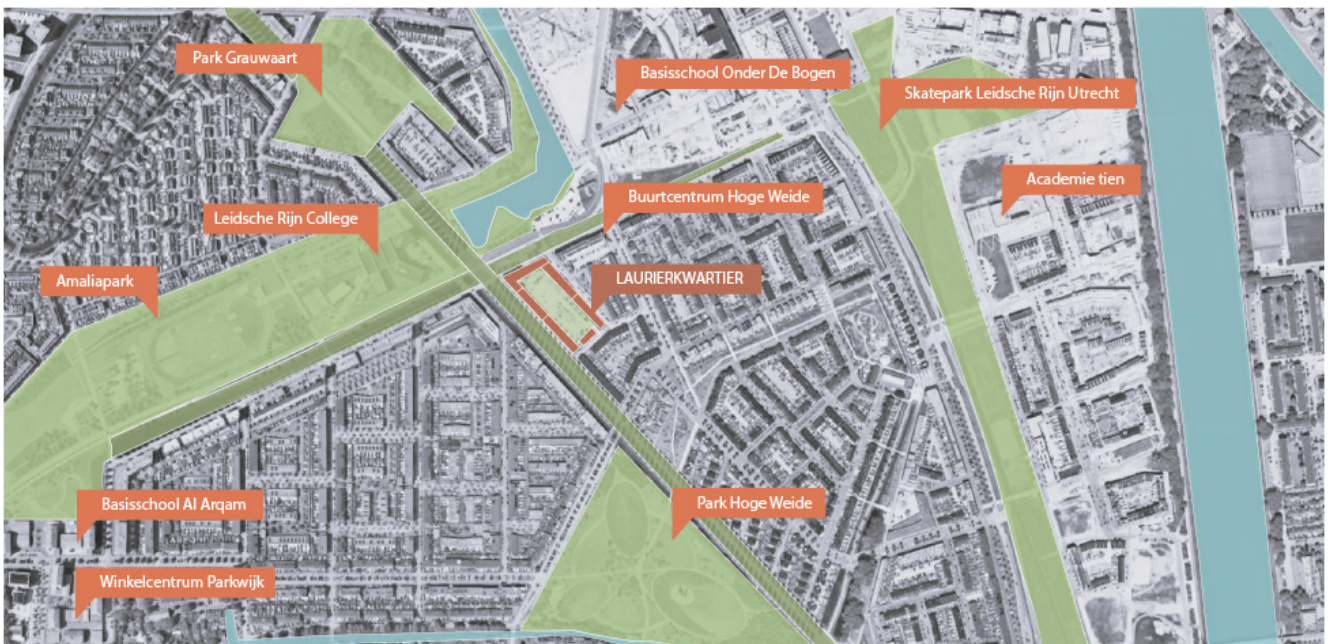 Park Grauwaart
Basisschool Onder De Bogen
Skatepark Leidsche Rijn Utrecht
Academie tien
Buurtcentrum Hoge Weide
Leidsche Rijn College
Amaliapark
LAURIERKWARTIER
Basisschool Al Arqam
Park Hoge Weide
Winkelcentrum Parkwijk